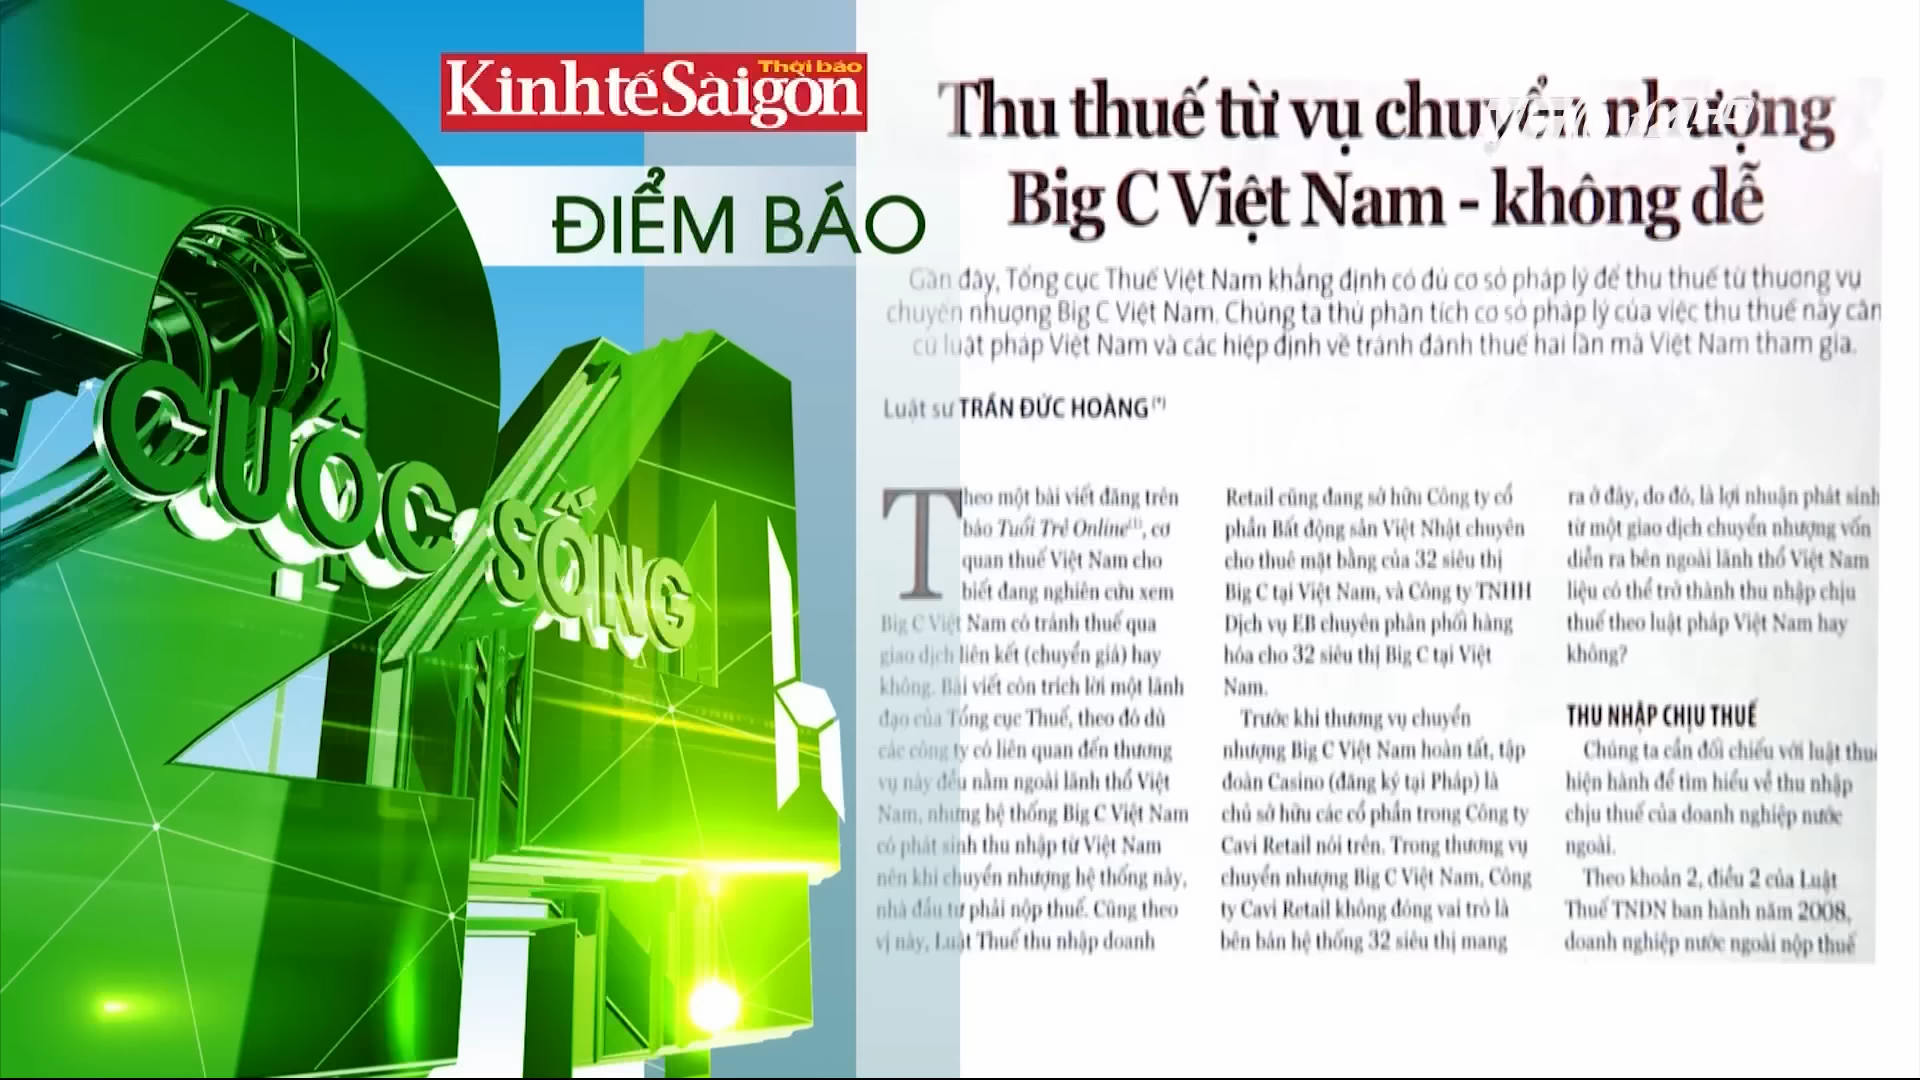 Thời báo
KinhtếSàigòn
ĐIỂM BÁO
24H
CUỘC SỐNG
Thu thuế từ vụ chuyển nhượng
Big C Việt Nam - không dễ
Gần đây, Tổng cục Thuế Việt Nam khẳng định có đủ cơ sở pháp lý để thu thuế từ thương vụ
chuyển nhượng Big C Việt Nam. Chúng ta thử phân tích cơ sở pháp lý của việc thu thuế này căn
cứ luật pháp Việt Nam và các hiệp định về tránh đánh thuế hai lần mà Việt Nam tham gia.
Luật sư TRẦN ĐỨC HOÀNG (*)
Theo một bài viết đăng trên
báo Tuổi Trẻ Online(1), cơ
quan thuế Việt Nam cho
biết đang nghiên cứu xem
Big C Việt Nam có tránh thuế qua
giao dịch liên kết (chuyển giá) hay
không. Bài viết còn trích lời một lãnh
đạo của Tổng cục Thuế, theo đó dù
các công ty có liên quan đến thương
vụ này đều nằm ngoài lãnh thổ Việt
Nam, nhưng hệ thống Big C Việt Nam
có phát sinh thu nhập từ Việt Nam
nên khi chuyển nhượng hệ thống này,
nhà đầu tư phải nộp thuế. Cũng theo
vị này, Luật Thuế thu nhập doanh
Retail cũng đang sở hữu Công ty cổ
phần Bất động sản Việt Nhật chuyên
cho thuê mặt bằng của 32 siêu thị
Big C tại Việt Nam, và Công ty TNHH
Dịch vụ EB chuyên phân phối hàng
hóa cho 32 siêu thị Big C tại Việt
Nam.
Trước khi thương vụ chuyển
nhượng Big C Việt Nam hoàn tất, tập
đoàn Casino (đăng ký tại Pháp) là
chủ sở hữu các cổ phần trong Công ty
Cavi Retail nói trên. Trong thương vụ
chuyển nhượng Big C Việt Nam, Công
ty Cavi Retail không đóng vai trò là
bên bán hệ thống 32 siêu thị mang
ra ở đây, do đó, là lợi nhuận phát sinh
từ một giao dịch chuyển nhượng vốn
diễn ra bên ngoài lãnh thổ Việt Nam
liệu có thể trở thành thu nhập chịu
thuế theo luật pháp Việt Nam hay
không?
THU NHẬP CHỊU THUẾ
Chúng ta cần đối chiếu với luật thuế
hiện hành để tìm hiểu về thu nhập
chịu thuế của doanh nghiệp nước
ngoài.
Theo khoản 2, điều 2 của Luật
Thuế TNDN ban hành năm 2008,
doanh nghiệp nước ngoài nộp thuế